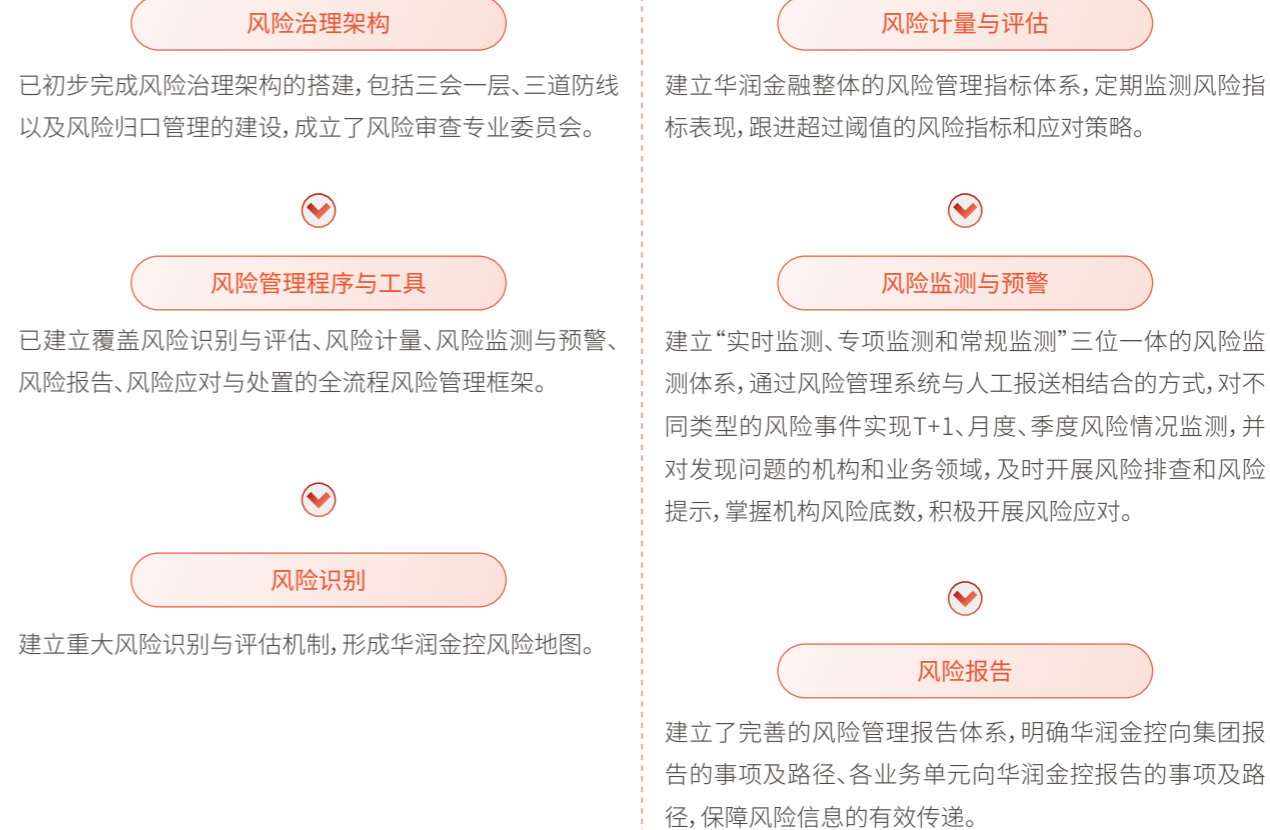 风险治理架构
已初步完成风险治理架构的搭建，包括三会一层、三道防线
以及风险归口管理的建设，成立了风险审查专业委员会。
风险管理程序与工具
已建立覆盖风险识别与评估、风险计量、风险监测与预警、
风险报告、风险应对与处置的全流程风险管理框架。
风险识别
建立重大风险识别与评估机制，形成华润金控风险地图。
风险计量与评估
建立华润金融整体的风险管理指标体系，定期监测风险指
标表现，跟进超过阈值的风险指标和应对策略。
风险监测与预警
建立“实时监测、专项监测和常规监测”三位一体的风险监
测体系，通过风险管理系统与人工报送相结合的方式，对不
同类型的风险事件实现T+1、月度、季度风险情况监测，并
对发现问题的机构和业务领域，及时开展风险排查和风险
提示，掌握机构风险底数，积极开展风险应对。
风险报告
建立了完善的风险管理报告体系，明确华润金控向集团报
告的事项及路径、各业务单元向华润金控报告的事项及路
径，保障风险信息的有效传递。